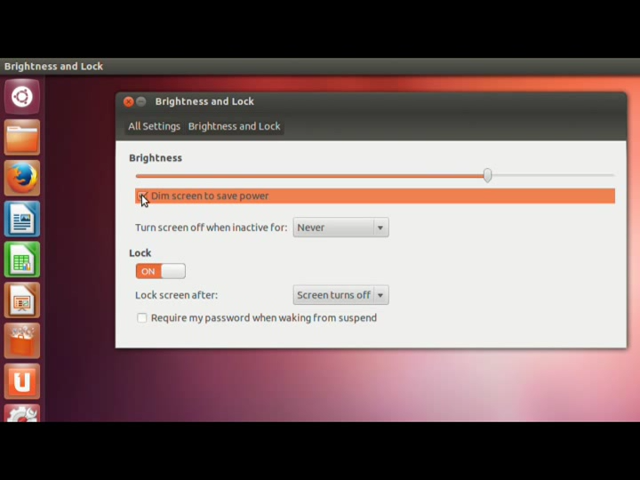 Brightness and Lock
Brightness and Lock
All Settings Brightness and Lock
Brightness
Dim screen to save power
Turn screen off when inactive for: Never
Lock
ON
Lock screen after: Screen turns off
Require my password when waking from suspend